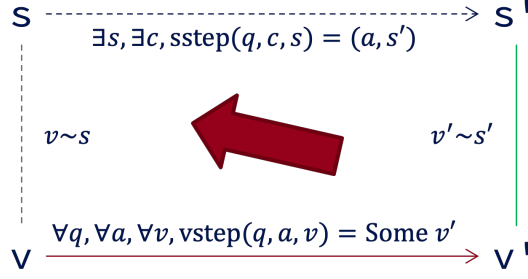 s s'
∃s, ∃c, sstep(q, c, s) = (a, s′)
v~s v′~s′
∀q, ∀a, ∀v, vstep(q, a, v) = Some v′
v v'